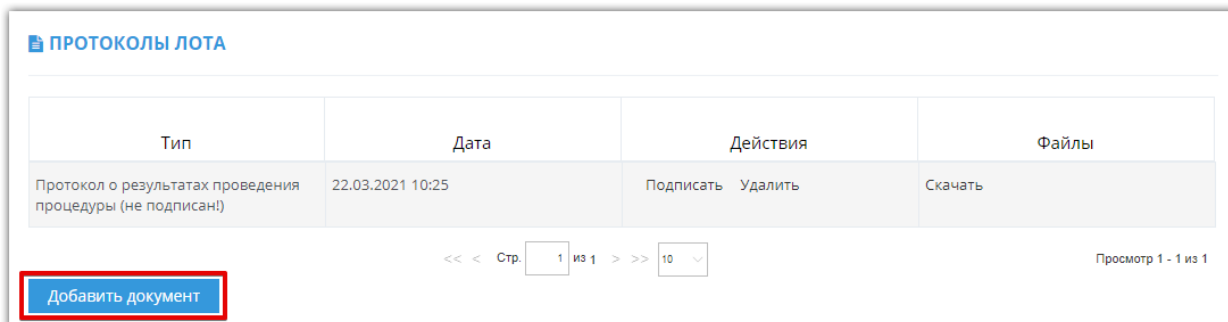 ПРОТОКОЛЫ ЛОТА
Тип Дата Действия Файлы
Протокол о результатах проведения 22.03.2021 10:25 Подписать Удалить Скачать
процедуры (не подписан!)
<< < Стр. 1 из 1 > >> 10 Просмотр 1 - 1 из 1
Добавить документ